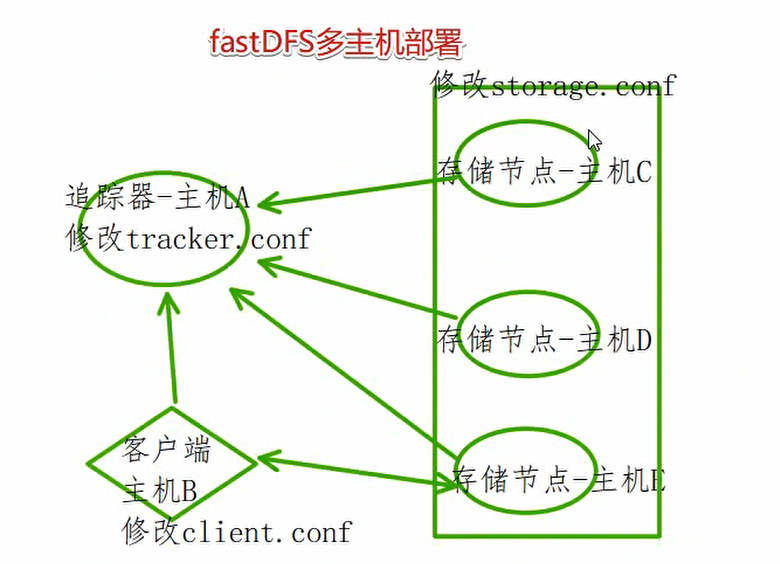 fastDFS多主机部署
修改storage.conf
存储节点-主机C
追踪器-主机A
修改tracker.conf
存储节点-主机D
客户端
主机B
修改client.conf
存储节点-主机E